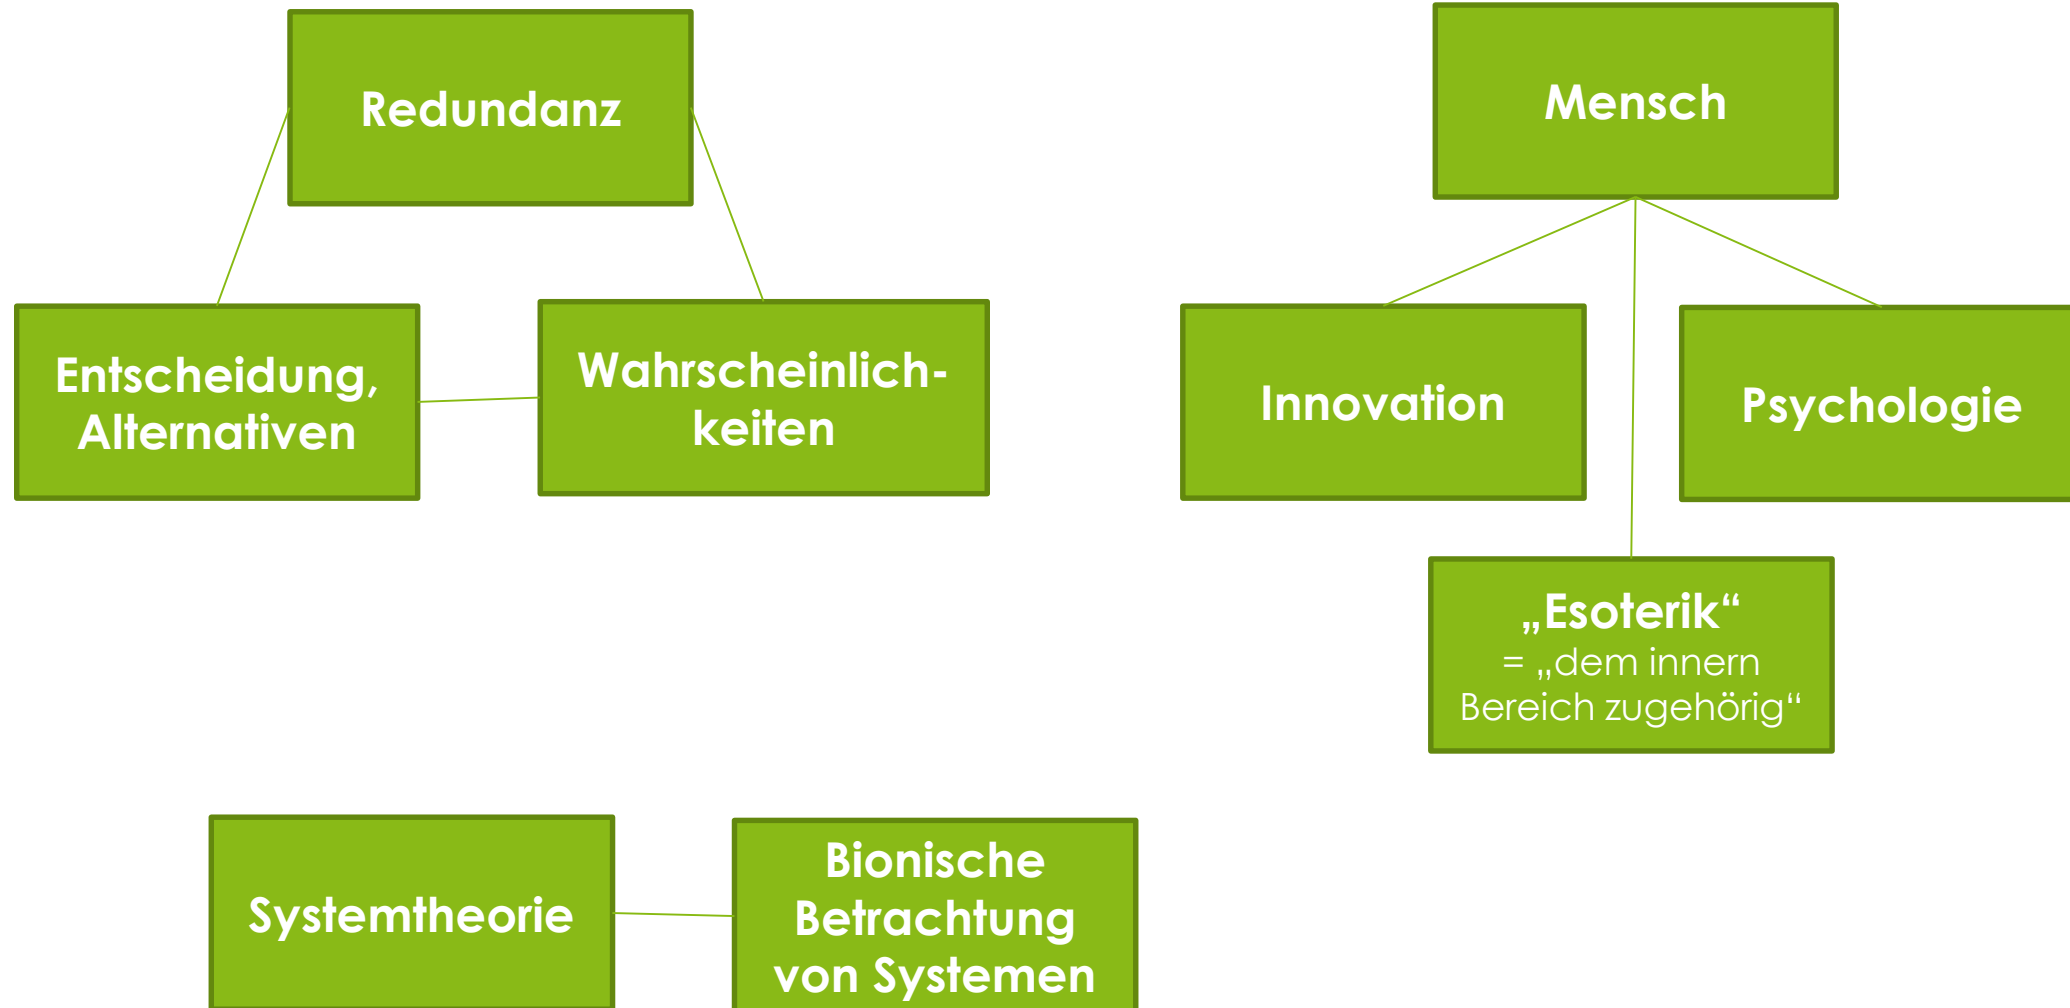 Redundanz
Mensch
Entscheidung,
Alternativen
Wahrscheinlich-
keiten
Innovation
Psychologie
„Esoterik“
= „dem innern
Bereich zugehörig“
Systemtheorie
Bionische
Betrachtung
von Systemen